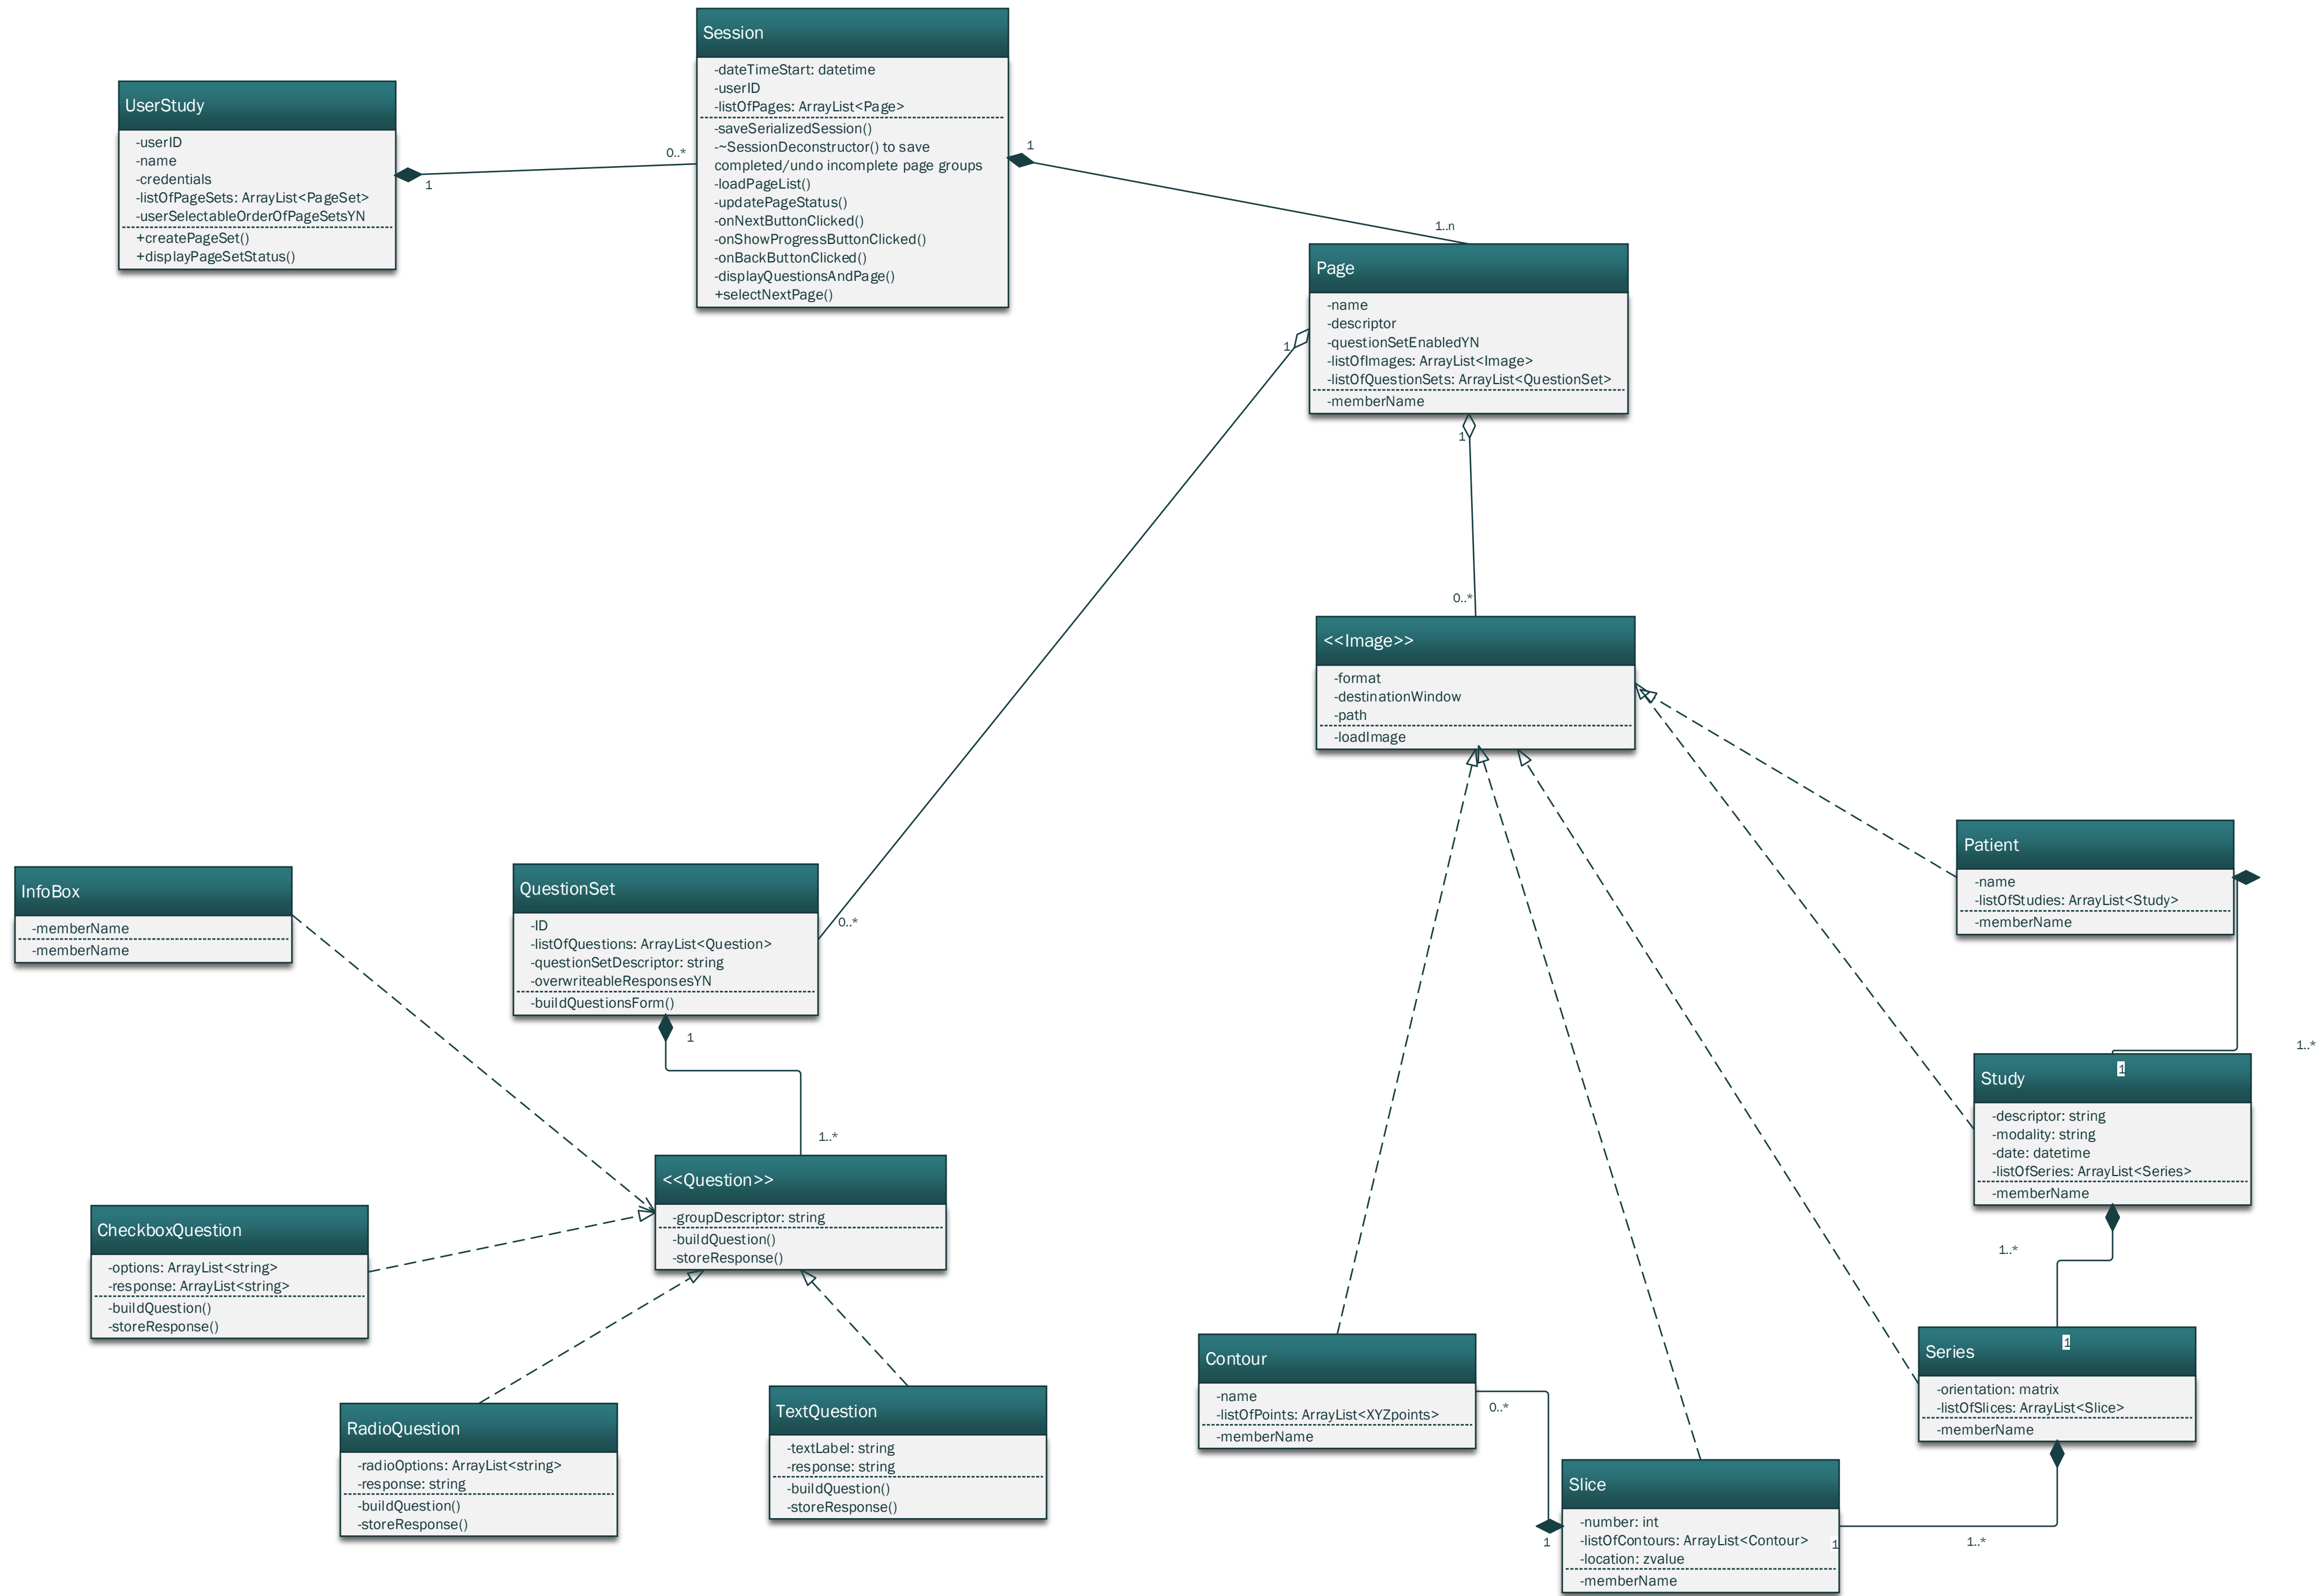 Session
-dateTimeStart: datetime
-userID
-listOfPages: ArrayList<Page>
-saveSerializedSession()
-~SessionDeconstructor() to save
completed/undo incomplete page groups
-loadPageList()
-updatePageStatus()
-onNextButtonClicked()
-onShowProgressButtonClicked()
-onBackButtonClicked()
-displayQuestionsAndPage()
+selectNextPage()
UserStudy
-userID
-name
-credentials
-listOfPageSets: ArrayList<PageSet>
-userSelectableOrderOfPageSetsYN
+createPageSet()
+displayPageSetStatus()
1
0..*
1
1..n
Page
-name
-descriptor
-questionSetEnabledYN
-listOfImages: ArrayList<Image>
-listOfQuestionSets: ArrayList<QuestionSet>
-memberName
1
1
0..*
<<Image>>
-format
-destinationWindow
-path
-loadImage
Patient
-name
-listOfStudies: ArrayList<Study>
-memberName
InfoBox
-memberName
-memberName
QuestionSet
-ID
-listOfQuestions: ArrayList<Question>
-questionSetDescriptor: string
-overwriteableResponsesYN
-buildQuestionsForm()
0..*
1
1..*
1..*
1
Study
-descriptor: string
-modality: string
-date: datetime
-listOfSeries: ArrayList<Series>
-memberName
<<Question>>
-groupDescriptor: string
-buildQuestion()
-storeResponse()
CheckboxQuestion
-options: ArrayList<string>
-response: ArrayList<string>
-buildQuestion()
-storeResponse()
1..*
1
Series
-orientation: matrix
-listOfSlices: ArrayList<Slice>
-memberName
Contour
-name
-listOfPoints: ArrayList<XYZpoints>
-memberName
0..*
RadioQuestion
-radioOptions: ArrayList<string>
-response: string
-buildQuestion()
-storeResponse()
TextQuestion
-textLabel: string
-response: string
-buildQuestion()
-storeResponse()
Slice
-number: int
-listOfContours: ArrayList<Contour>
-location: zvalue
-memberName
1
1
1..*